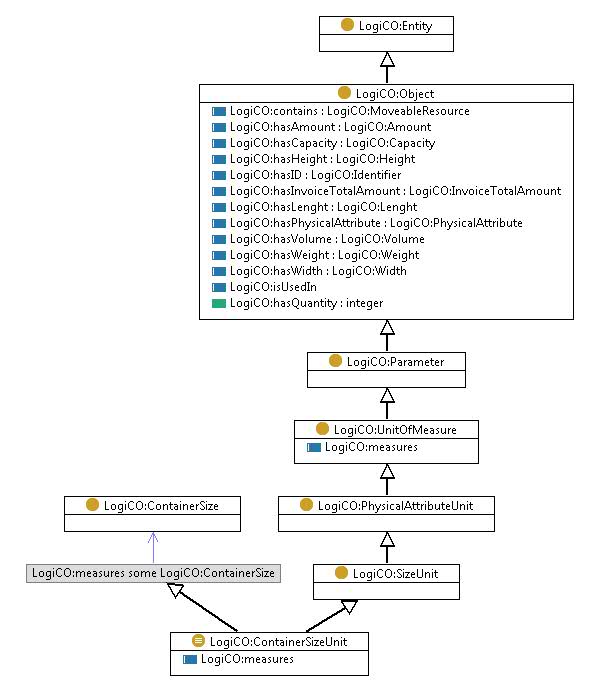 LogiCO:Entity
LogiCO:Object
LogiCO:contains : LogiCO:MoveableResource
LogiCO:hasAmount : LogiCO:Amount
LogiCO:hasCapacity : LogiCO:Capacity
LogiCO:hasHeight : LogiCO:Height
LogiCO:hasID : LogiCO:Identifier
LogiCO:hasInvoiceTotalAmount : LogiCO:InvoiceTotalAmount
LogiCO:hasLenght : LogiCO:Lenght
LogiCO:hasPhysicalAttribute : LogiCO:PhysicalAttribute
LogiCO:hasVolume : LogiCO:Volume
LogiCO:hasWeight : LogiCO:Weight
LogiCO:hasWidth : LogiCO:Width
LogiCO:isUsedIn
LogiCO:hasQuantity : integer
LogiCO:Parameter
LogiCO:UnitOfMeasure
LogiCO:measures
LogiCO:ContainerSize
LogiCO:PhysicalAttributeUnit
LogiCO:measures some LogiCO:ContainerSize
LogiCO:SizeUnit
LogiCO:ContainerSizeUnit
LogiCO:measures